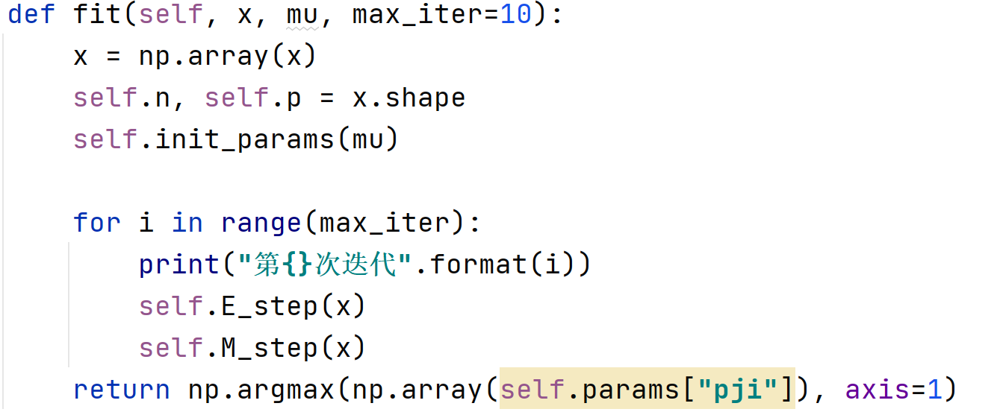 def fit(self, x, mu, max_iter=10):
    x = np.array(x)
    self.n, self.p = x.shape
    self.init_params(mu)

    for i in range(max_iter):
        print("第{}次迭代".format(i))
        self.E_step(x)
        self.M_step(x)
    return np.argmax(np.array(self.params["pji"]), axis=1)